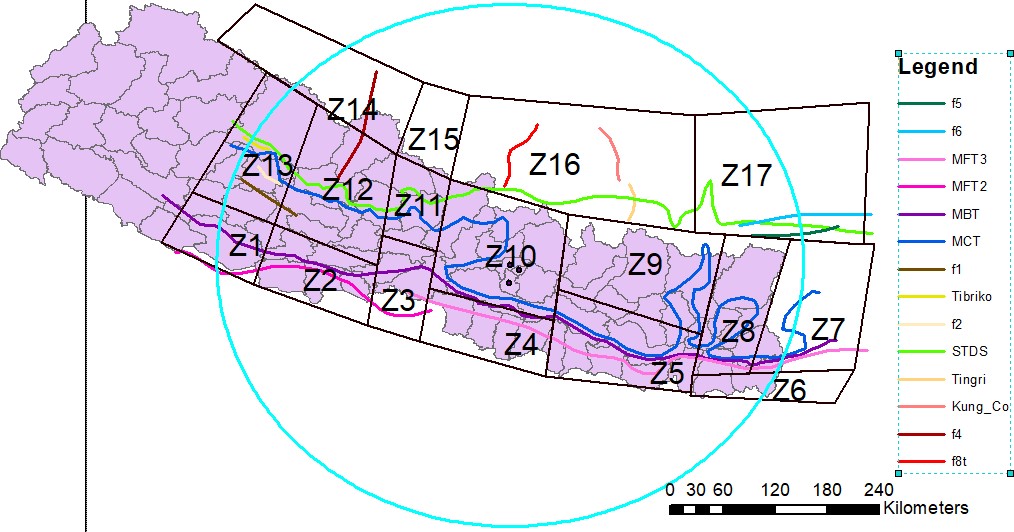 Z14
Z15
Z16
Z17
Z13
Z12
Z11
Z1
Z10
Z9
Z2
Z3
Z4
Z8
Z7
Z5
Z6
Legend
f5
f6
MFT3
MFT2
MBT
MCT
f1
Tibriko
f2
STDS
Tingri
Kung_Co
f4
f8t
0 30 60 120 180 240
Kilometers